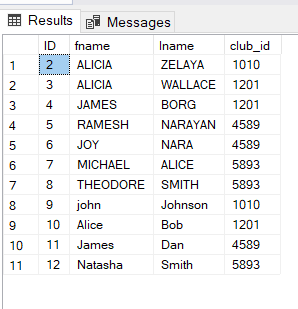 Results Messages
ID fname lname club_id
1 2 ALICIA ZELAYA 1010
2 3 ALICIA WALLACE 1201
3 4 JAMES BORG 1201
4 5 RAMESH NARAYAN 4589
5 6 JOY NARA 4589
6 7 MICHAEL ALICE 5893
7 8 THEODORE SMITH 5893
8 9 john Johnson 1010
9 10 Alice Bob 1201
10 11 James Dan 4589
11 12 Natasha Smith 5893